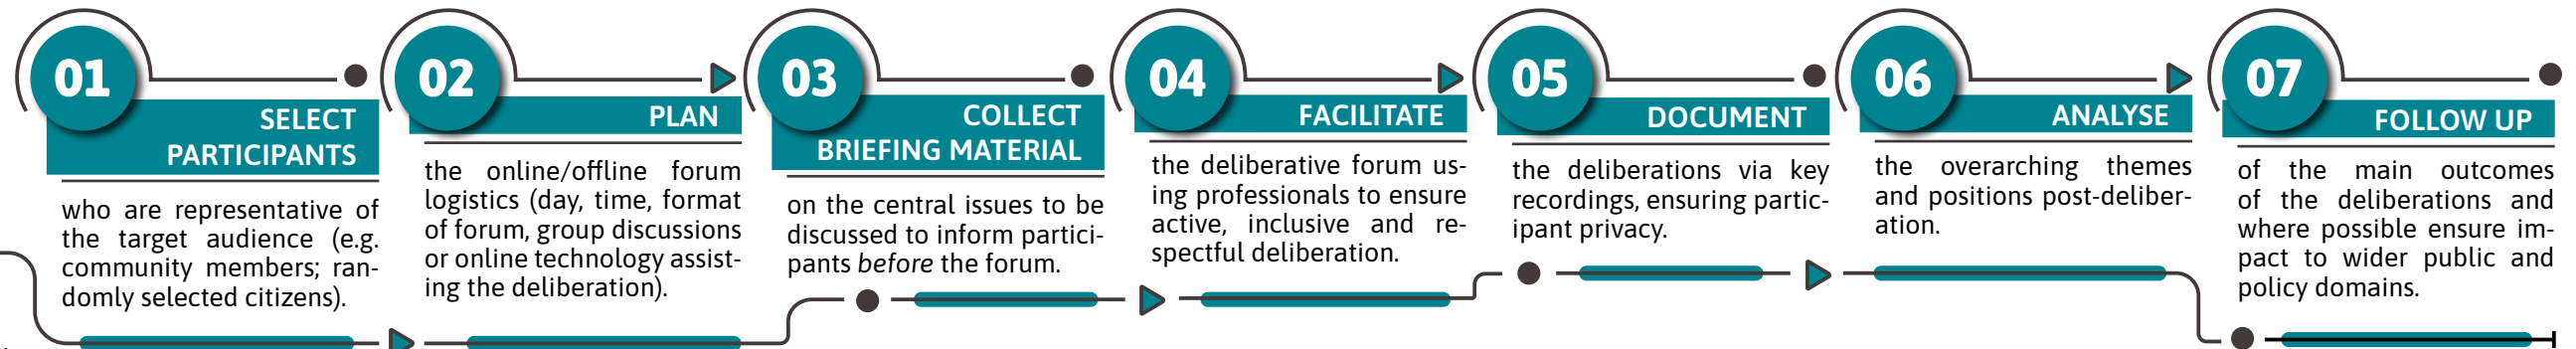 01
SELECT
PARTICIPANTS
who are representative of
the target audience (e.g.
community members; ran-
domly selected citizens).
02
PLAN
the online/offline forum
logistics (day, time, format
of forum, group discussions
or online technology assist-
ing the deliberation).
03
COLLECT
BRIEFING MATERIAL
on the central issues to be
discussed to inform partici-
pants before the forum.
04
FACILITATE
the deliberative forum us-
ing professionals to ensure
active, inclusive and re-
spectful deliberation.
05
DOCUMENT
the deliberations via key
recordings, ensuring partic-
ipant privacy.
06
ANALYSE
the overarching themes
and positions post-deliber-
ation.
07
FOLLOW UP
of the main outcomes
of the deliberations and
where possible ensure im-
pact to wider public and
policy domains.